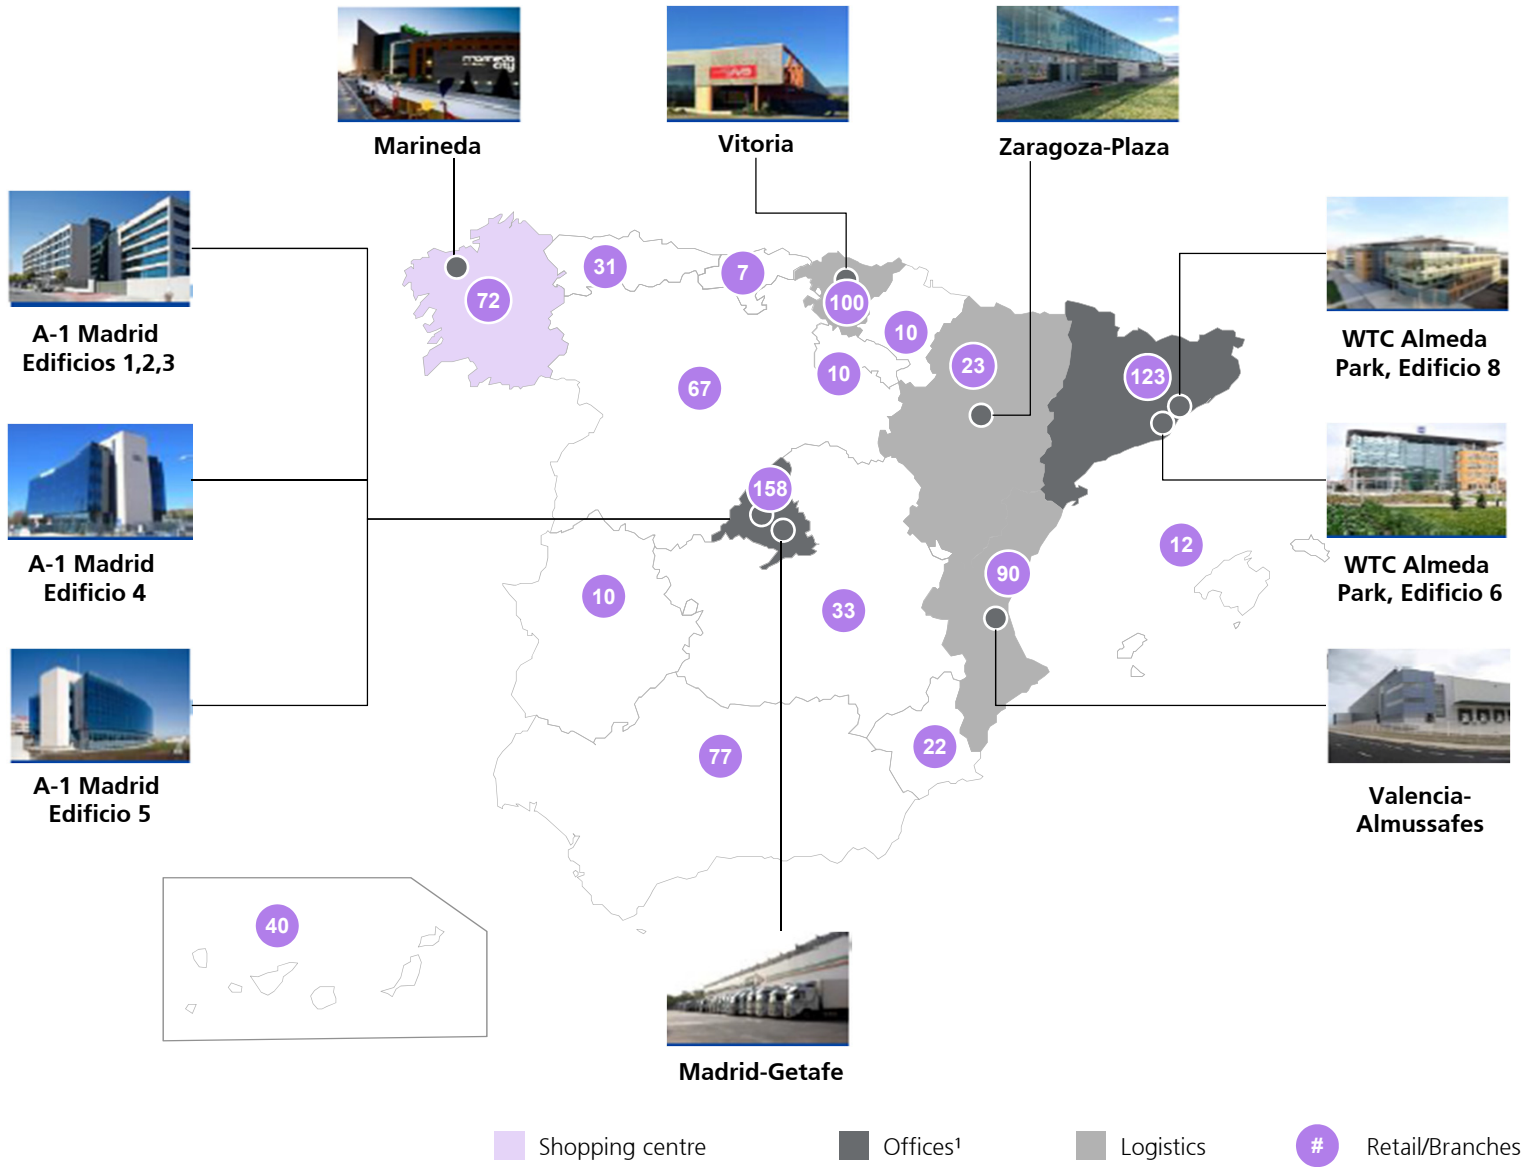 marineda
city
Marineda
Vitoria
Zaragoza-Plaza
A-1 Madrid
Edificios 1,2,3
WTC Almeda
Park, Edificio 8
31
7
72
100
10
23
123
10
67
A-1 Madrid
Edificio 4
158
WTC Almeda
Park, Edificio 6
12
90
10
33
A-1 Madrid
Edificio 5
22
77
Valencia-
Almussafes
40
Madrid-Getafe
Shopping centre
Offices¹
Logistics
# Retail/Branches